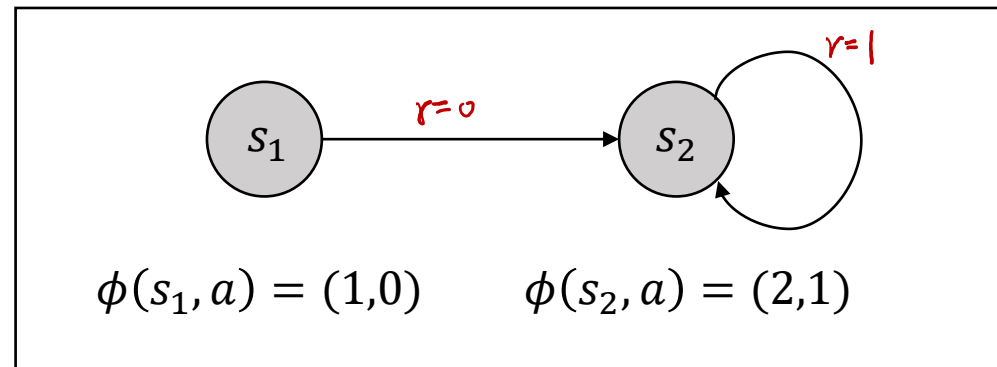 r=1
r=0
s₁ s₂
ϕ(s₁, a) = (1,0) ϕ(s₂, a) = (2,1)